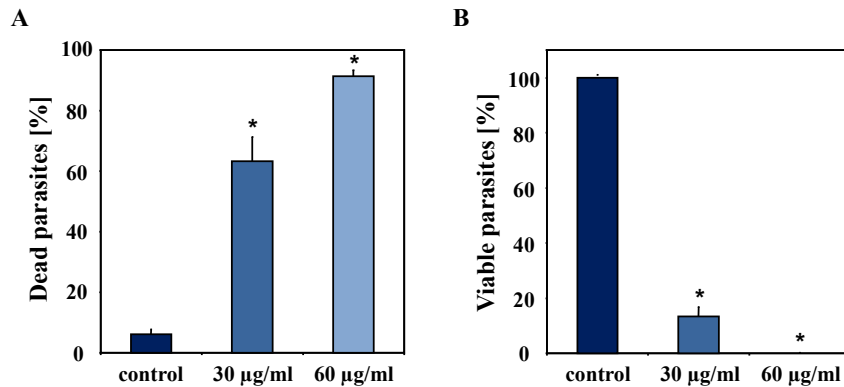 A
B
Dead parasites [%]
100
80
60
40
20
0
*
*
control
30 µg/ml
60 µg/ml
Viable parasites [%]
100
80
60
40
20
0
*
*
control
30 µg/ml
60 µg/ml